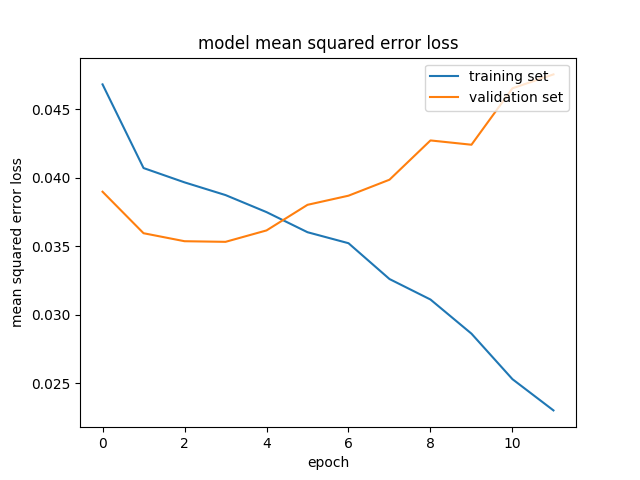 model mean squared error loss
training set
validation set
0.045
0.040
0.035
0.030
0.025
mean squared error loss
0 2 4 6 8 10
epoch